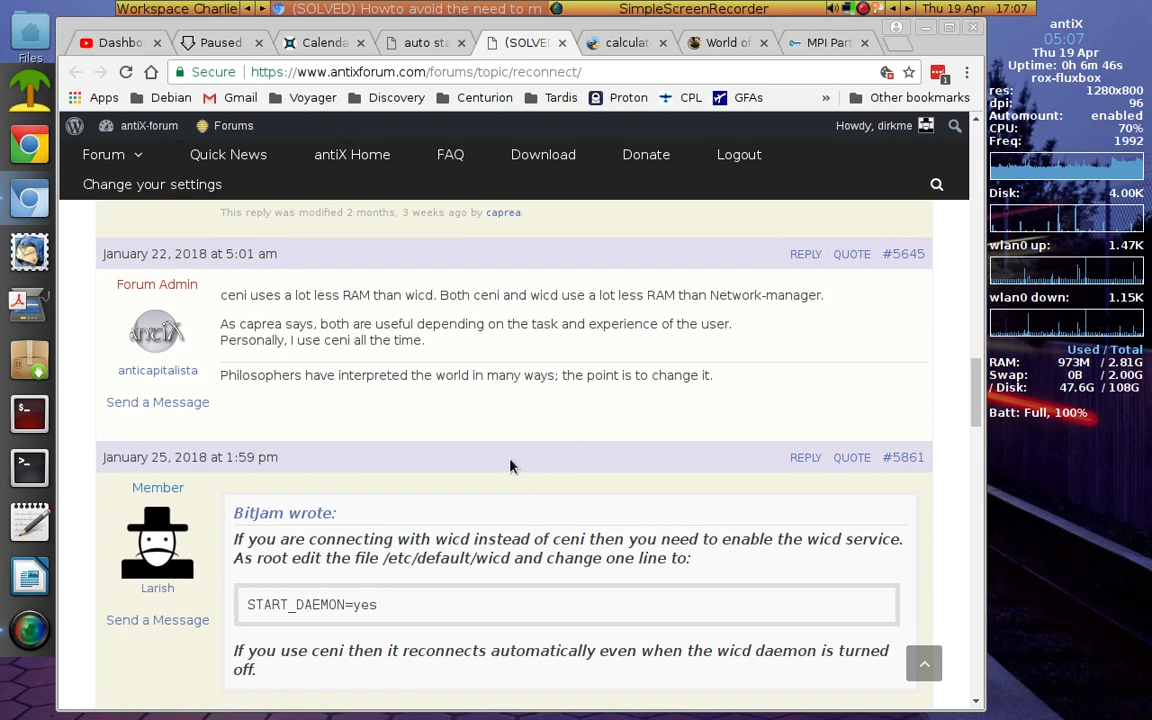 Workspace Charlie
(SOLVED) Howto avoid the need to m
SimpleScreenRecorder
Thu 19 Apr 17:07
Files
Dashbo
Paused
Calenda
auto sta
(SOLVE
calculat
World of
MPI Part
Secure
https://www.antixforum.com/forums/topic/reconnect/
1
Apps
Debian
Gmail
Voyager
Discovery
Centurion
Tardis
Proton
CPL
GFAs
»
Other bookmarks
antiX-forum
Forums
Howdy, dirkme
Forum
Quick News
antiX Home
FAQ
Download
Donate
Logout
Change your settings
This reply was modified 2 months, 3 weeks ago by caprea.
January 22, 2018 at 5:01 am
REPLY QUOTE #5645
Forum Admin
antiX
anticapitalista
Send a Message
ceni uses a lot less RAM than wicd. Both ceni and wicd use a lot less RAM than Network-manager.
As caprea says, both are useful depending on the task and experience of the user.
Personally, I use ceni all the time.
Philosophers have interpreted the world in many ways; the point is to change it.
January 25, 2018 at 1:59 pm
REPLY QUOTE #5861
Member
Larish
Send a Message
BitJam wrote:
If you are connecting with wicd instead of ceni then you need to enable the wicd service.
As root edit the file /etc/default/wicd and change one line to:
START_DAEMON=yes
If you use ceni then it reconnects automatically even when the wicd daemon is turned
off.
antiX
05:07
Thu 19 Apr
Uptime: 0h 6m 46s
rox-fluxbox
res: 1280x800
dpi: 96
Automount: enabled
CPU: 70%
Freq: 1992
Disk: 4.00K
wlan0 up: 1.47K
wlan0 down: 1.15K
Used / Total
RAM: 973M / 2.81G
Swap: 0B / 2.00G
/ Disk: 47.6G / 108G
Batt: Full, 100%